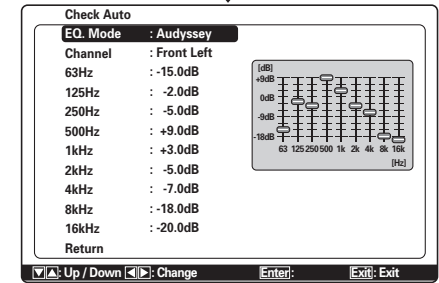 Check Auto
EQ. Mode : Audyssey
Channel : Front Left
63Hz : -15.0dB
125Hz : -2.0dB
250Hz : -5.0dB
500Hz : +9.0dB
1kHz : +3.0dB
2kHz : -5.0dB
4kHz : -7.0dB
8kHz : -18.0dB
16kHz : -20.0dB
Return
[dB]
+9dB
0dB
-9dB
-18dB
63 125 250 500 1k 2k 4k 8k 16k
[Hz]
▼▲: Up / Down ◀▶: Change Enter: Exit: Exit